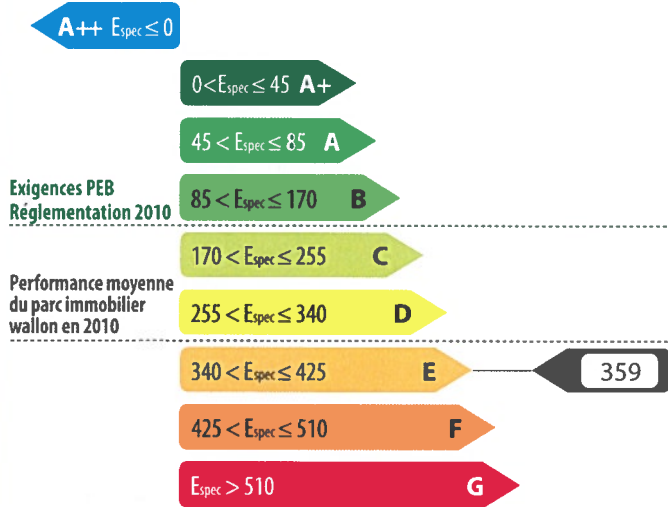 A++ Espec ≤ 0
0 < Espec ≤ 45 A+
45 < Espec ≤ 85 A
Exigences PEB
Réglementation 2010
85 < Espec ≤ 170 B
170 < Espec ≤ 255 C
Performance moyenne
du parc immobilier
wallon en 2010
255 < Espec ≤ 340 D
340 < Espec ≤ 425 E
359
425 < Espec ≤ 510 F
Espec > 510 G